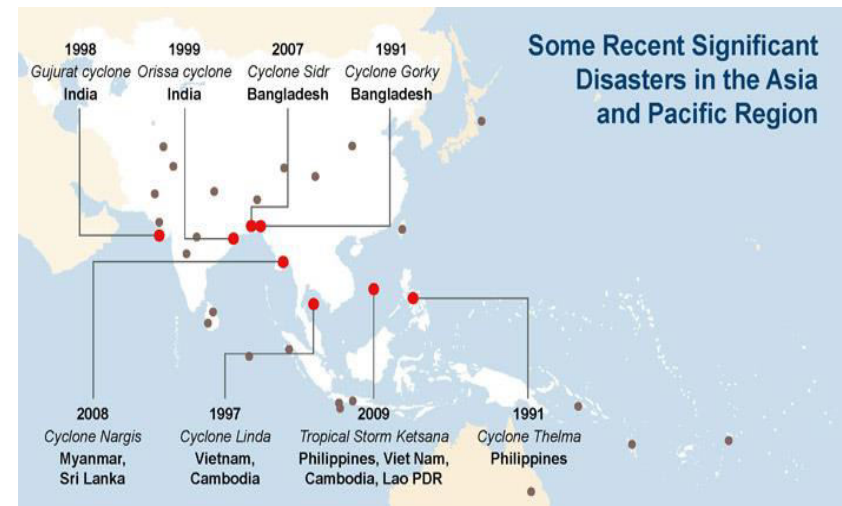 Some Recent Significant
Disasters in the Asia
and Pacific Region
1998
Gujurat cyclone
India
1999
Orissa cyclone
India
2007
Cyclone Sidr
Bangladesh
1991
Cyclone Gorky
Bangladesh
2008
Cyclone Nargis
Myanmar,
Sri Lanka
1997
Cyclone Linda
Vietnam,
Cambodia
2009
Tropical Storm Ketsana
Philippines, Viet Nam,
Cambodia, Lao PDR
1991
Cyclone Thelma
Philippines